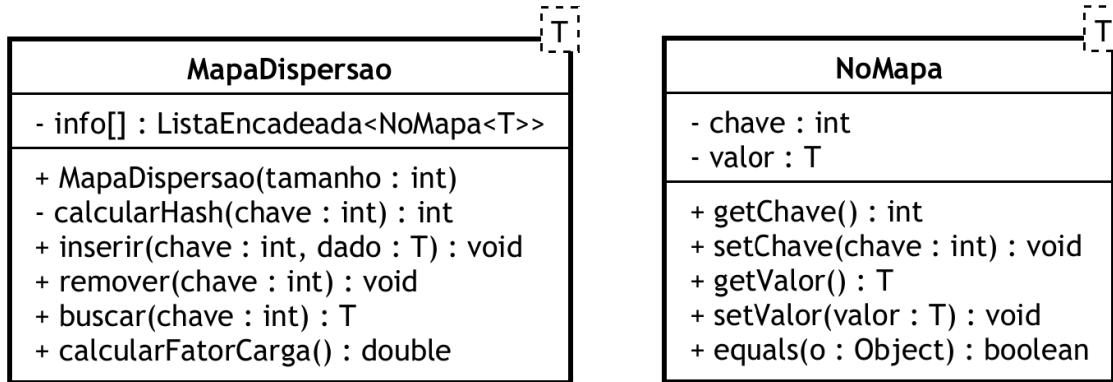 T
MapaDispersao
- info[] : ListaEncadeada<NoMapa<T>>
+ MapaDispersao(tamanho : int)
- calcularHash(chave : int) : int
+ inserir(chave : int, dado : T) : void
+ remover(chave : int) : void
+ buscar(chave : int) : T
+ calcularFatorCarga() : double
T
NoMapa
- chave : int
- valor : T
+ getChave() : int
+ setChave(chave : int) : void
+ getValor() : T
+ setValor(valor : T) : void
+ equals(o : Object) : boolean